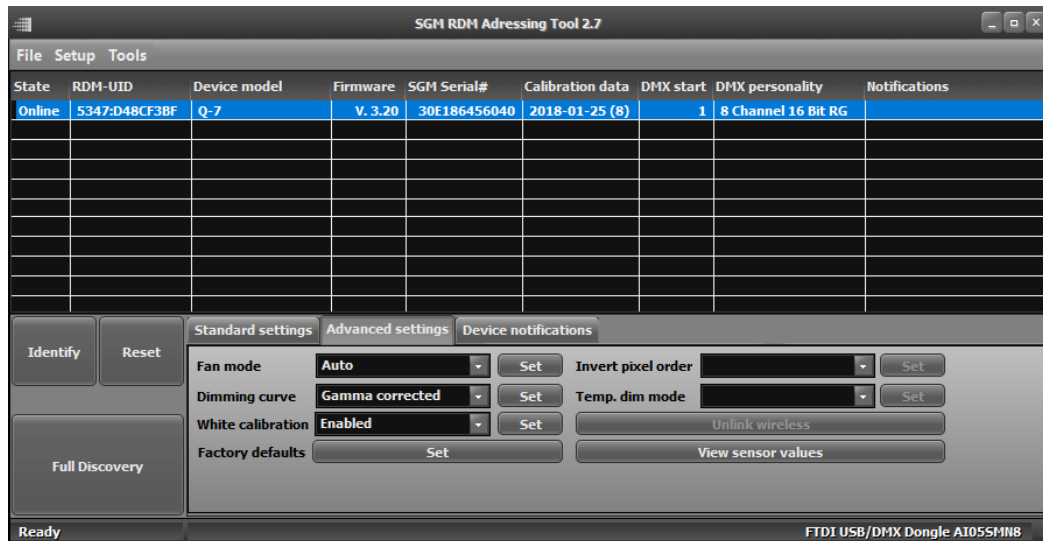 SGM RDM Adressing Tool 2.7
File Setup Tools
State RDM-UID Device model Firmware SGM Serial# Calibration data DMX start DMX personality Notifications
Online 5347:D48CF3BF Q-7 V. 3.20 30E186456040 2018-01-25 (8) 1 8 Channel 16 Bit RG
Standard settings Advanced settings Device notifications
Identify Reset
Fan mode Auto Set Invert pixel order Set
Dimming curve Gamma corrected Set Temp. dim mode Set
White calibration Enabled Set Unlink wireless
Factory defaults Set View sensor values
Full Discovery
Ready FTDI USB/DMX Dongle AI05SMN8